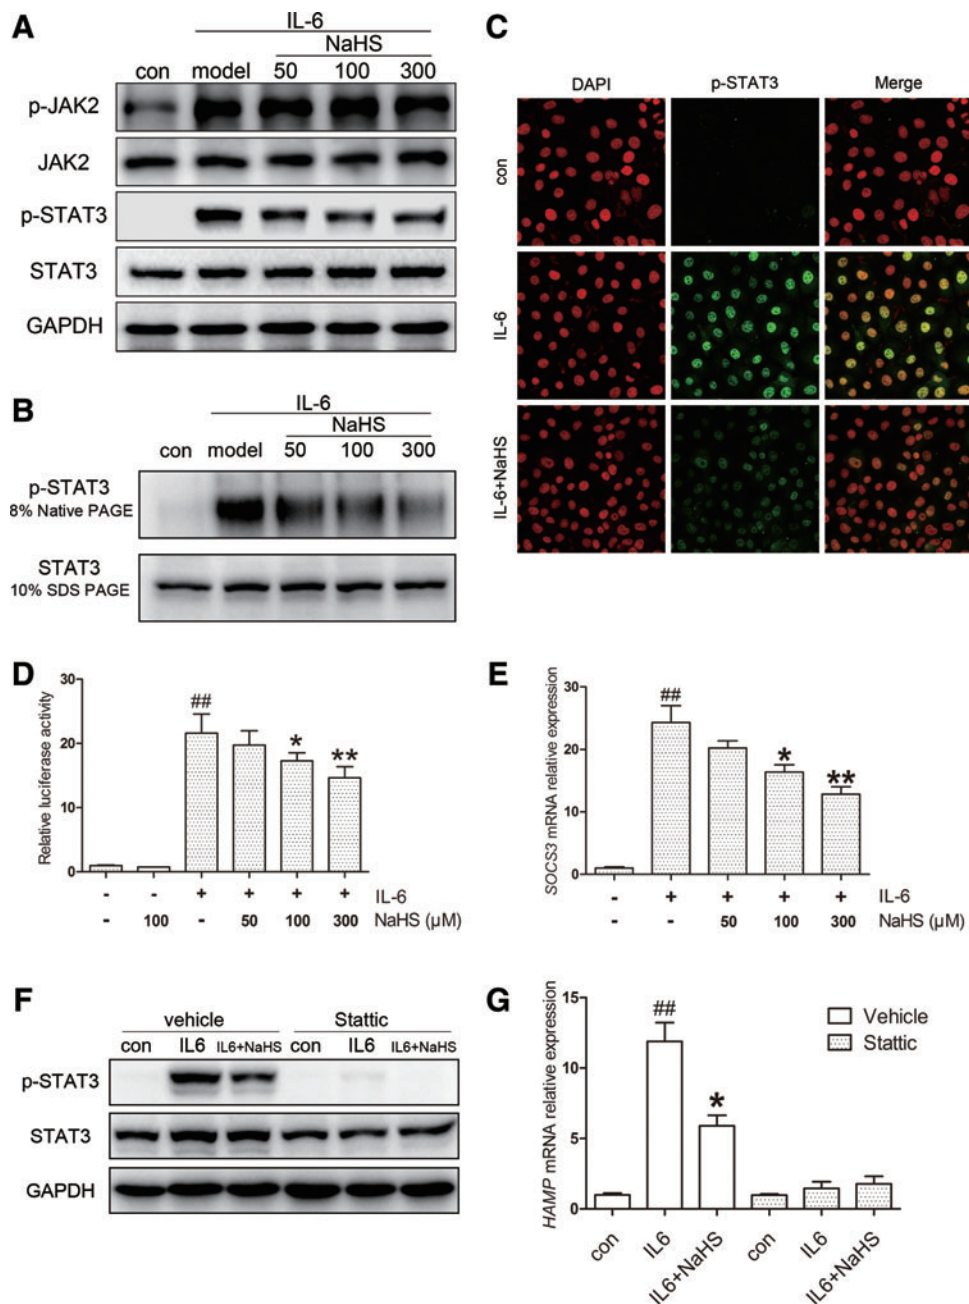 A
IL-6
NaHS
con model 50 100 300
p-JAK2
JAK2
p-STAT3
STAT3
GAPDH
B
IL-6
NaHS
con model 50 100 300
p-STAT3
8% Native PAGE
STAT3
10% SDS PAGE
C
DAPI p-STAT3 Merge
con
IL-6
IL-6+NaHS
D
Relative luciferase activity
30
20
10
0
##
*
**
- - + + + + IL-6
- 100 - 50 100 300 NaHS (µM)
E
SOCS3 mRNA relative expression
30
20
10
0
##
*
**
- + + + + IL-6
- - 50 100 300 NaHS (µM)
F
vehicle Stattic
con IL6 IL6+NaHS con IL6 IL6+NaHS
p-STAT3
STAT3
GAPDH
G
HAMP mRNA relative expression
15
10
5
0
##
*
Vehicle
Stattic
con IL6 IL6+NaHS con IL6 IL6+NaHS